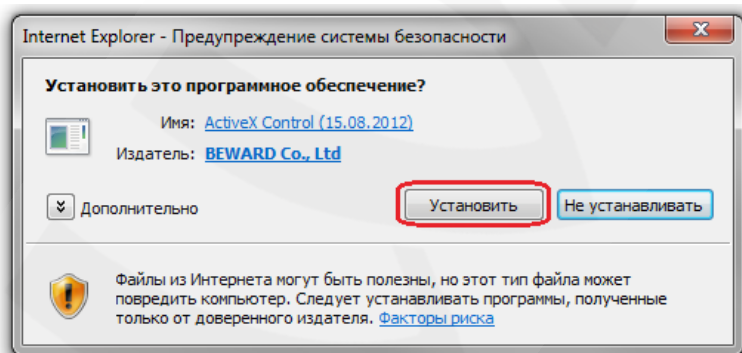 Internet Explorer - Предупреждение системы безопасности
Установить это программное обеспечение?
Имя: ActiveX Control (15.08.2012)
Издатель: BEWARD Co., Ltd
Дополнительно
Установить
Не устанавливать
Файлы из Интернета могут быть полезны, но этот тип файла может
повредить компьютер. Следует устанавливать программы, полученные
только от доверенного издателя. Факторы риска